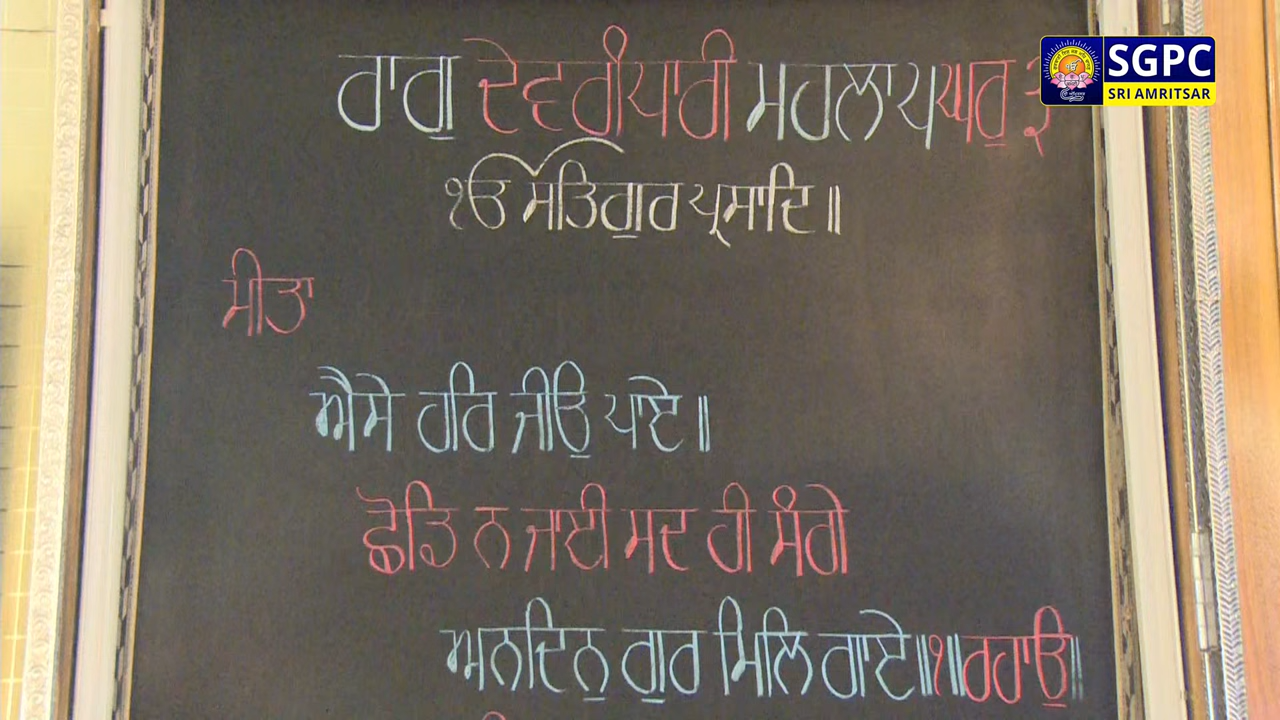 ਰਾਗੁ ਦੇਵਗੰਧਾਰੀ ਮਹਲਾ ੫ ਘਰੁ ੩
SGPC
SRI AMRITSAR
ੴ ਸਤਿਗੁਰ ਪ੍ਰਸਾਦਿ ॥
ਮੀਤਾ
ਐਸੇ ਹਰਿ ਜੀਉ ਪਾਏ ॥
ਛੋਡਿ ਨ ਜਾਈ ਸਦ ਹੀ ਸੰਗੇ
ਅਨਦਿਨੁ ਗੁਰ ਮਿਲਿ ਗਾਏ ॥੧॥ ਰਹਾਉ ॥